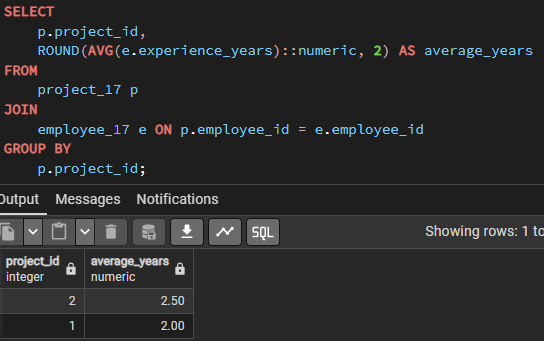 SELECT
p.project_id,
ROUND(AVG(e.experience_years)::numeric, 2) AS average_years
FROM
project_17 p
JOIN
employee_17 e ON p.employee_id = e.employee_id
GROUP BY
p.project_id;
Output Messages Notifications
SQL Showing rows: 1 to
project_id average_years
integer numeric
2 2.50
1 2.00